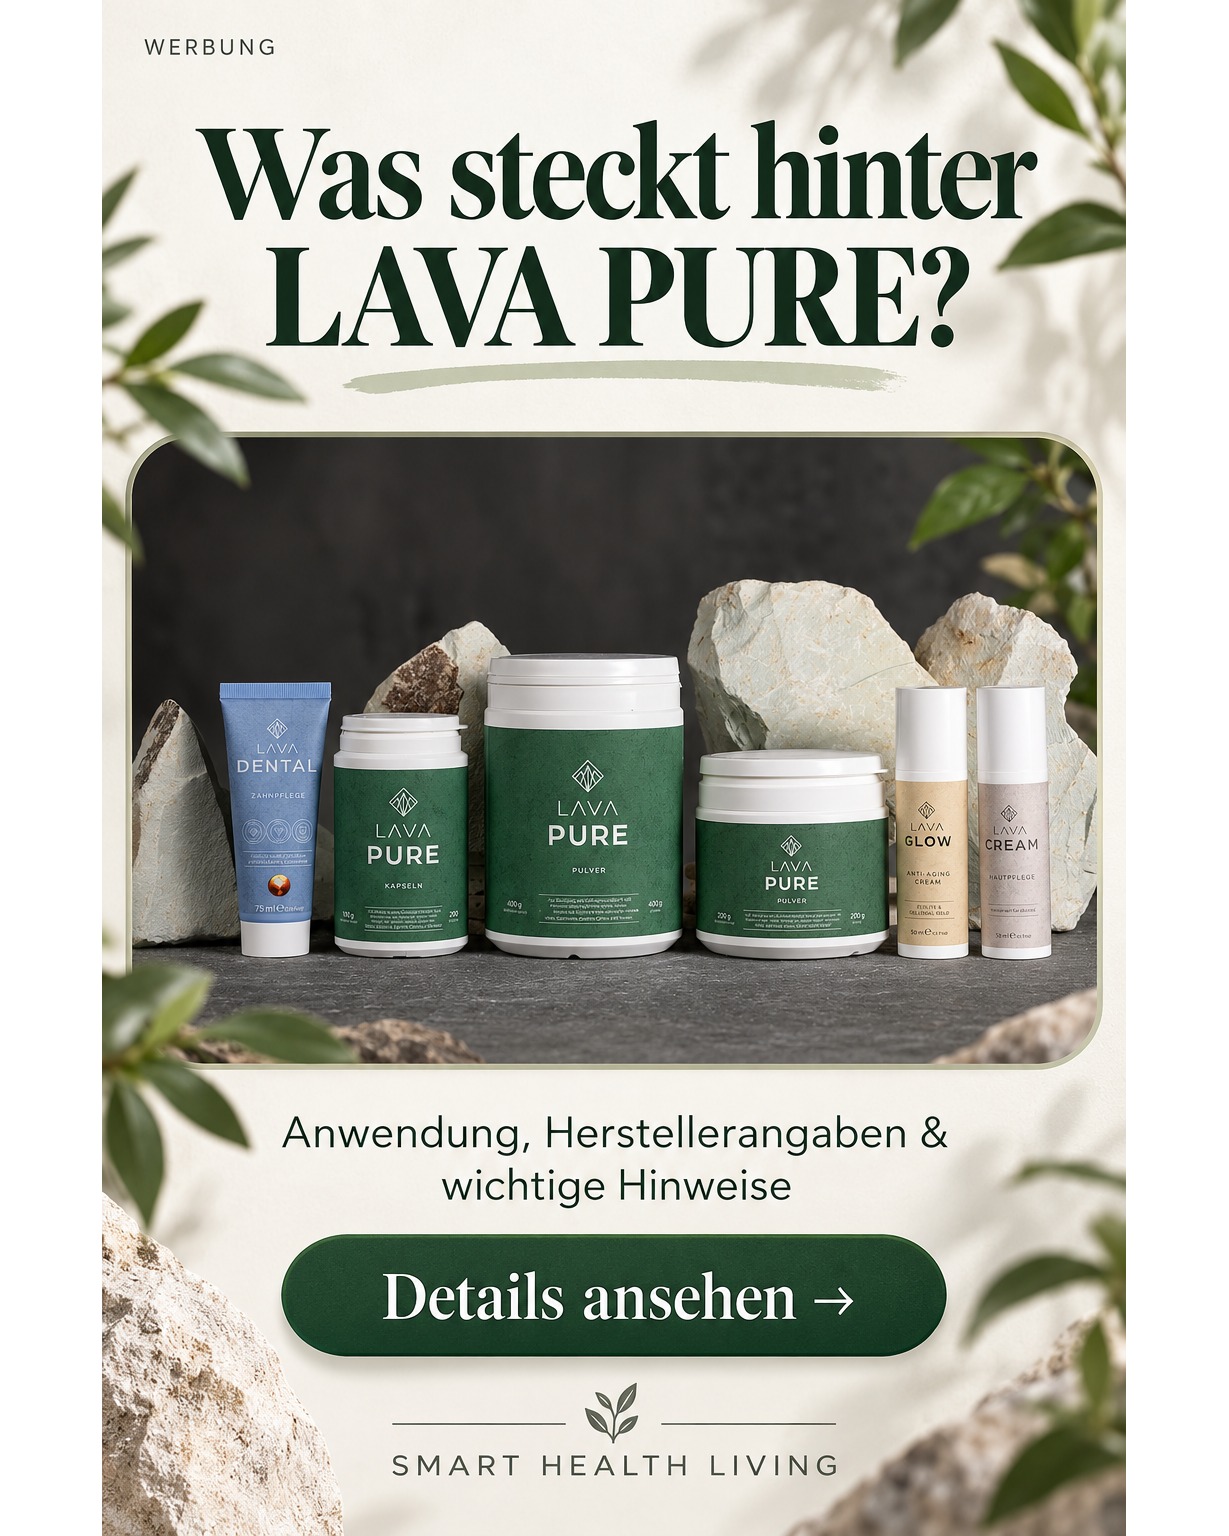 WERBUNG
Was steckt hinter
LAVA PURE?
LAVA
DENTAL
ZAHNPFLEGE
75 ml
LAVA
PURE
KAPSELN
200
LAVA
PURE
PULVER
400 g
400 g
LAVA
PURE
PULVER
200 g
200 g
LAVA
GLOW
ANTI-AGING
CREAM
50 ml
LAVA
CREAM
HAUTPFLEGE
50 ml
Anwendung, Herstellerangaben &
wichtige Hinweise
Details ansehen →
SMART HEALTH LIVING